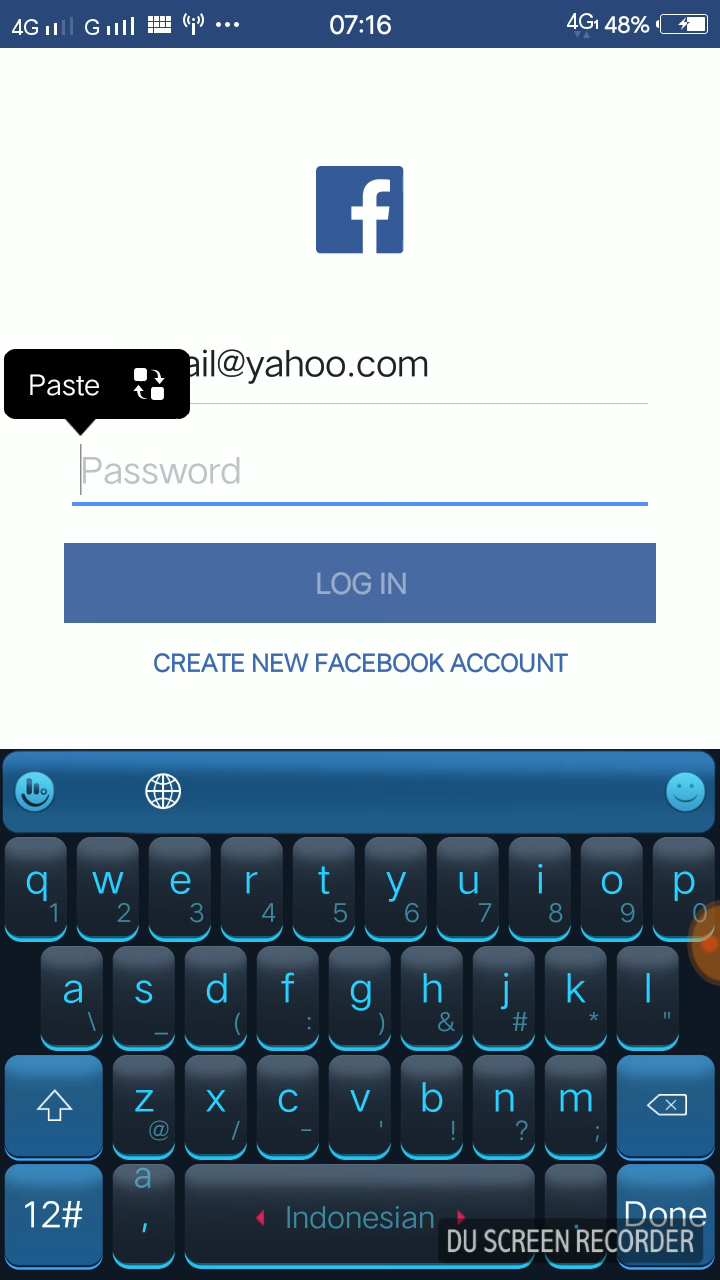 4G G 07:16 4G1 48%
f
Paste
ail@yahoo.com
Password
LOG IN
CREATE NEW FACEBOOK ACCOUNT
q w e r t y u i o p
1 2 3 4 5 6 7 8 9 0
a s d f g h j k l
\ _ ( : ) & # * "
z x c v b n m
@ / - ' ! ? ;
a
12# , Indonesian . Done
DU SCREEN RECORDER